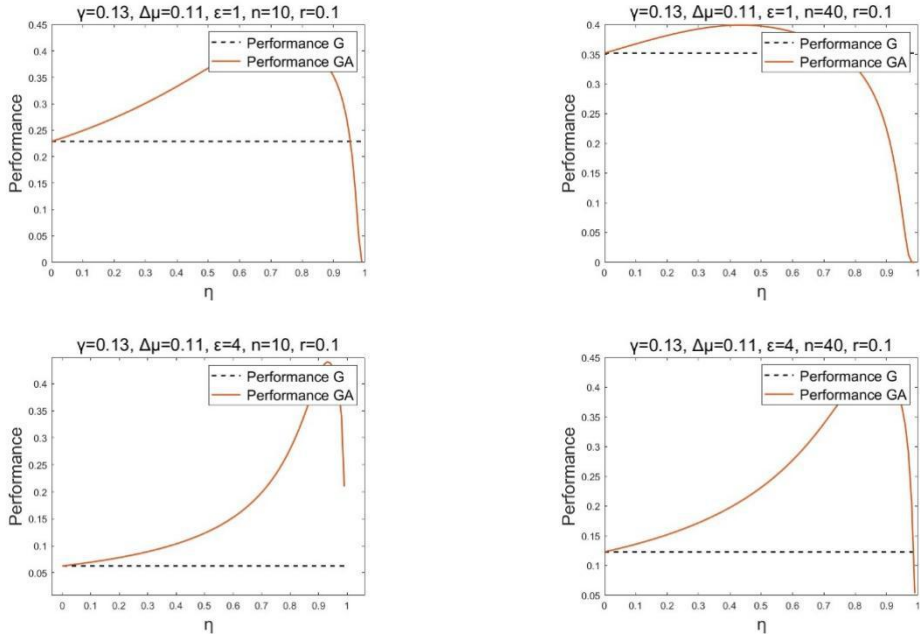 γ=0.13, Δμ=0.11, ε=1, n=10, r=0.1
0.45
0.4
0.35
0.3
0.25
0.2
0.15
0.1
0.05
0
Performance
Performance G
Performance GA
0 0.1 0.2 0.3 0.4 0.5 0.6 0.7 0.8 0.9 1
η
γ=0.13, Δμ=0.11, ε=1, n=40, r=0.1
0.4
0.35
0.3
0.25
0.2
0.15
0.1
0.05
0
Performance
Performance G
Performance GA
0 0.1 0.2 0.3 0.4 0.5 0.6 0.7 0.8 0.9 1
η
γ=0.13, Δμ=0.11, ε=4, n=10, r=0.1
0.4
0.35
0.3
0.25
0.2
0.15
0.1
0.05
Performance
Performance G
Performance GA
0 0.1 0.2 0.3 0.4 0.5 0.6 0.7 0.8 0.9 1
η
γ=0.13, Δμ=0.11, ε=4, n=40, r=0.1
0.45
0.4
0.35
0.3
0.25
0.2
0.15
0.1
0.05
Performance
Performance G
Performance GA
0 0.1 0.2 0.3 0.4 0.5 0.6 0.7 0.8 0.9 1
η